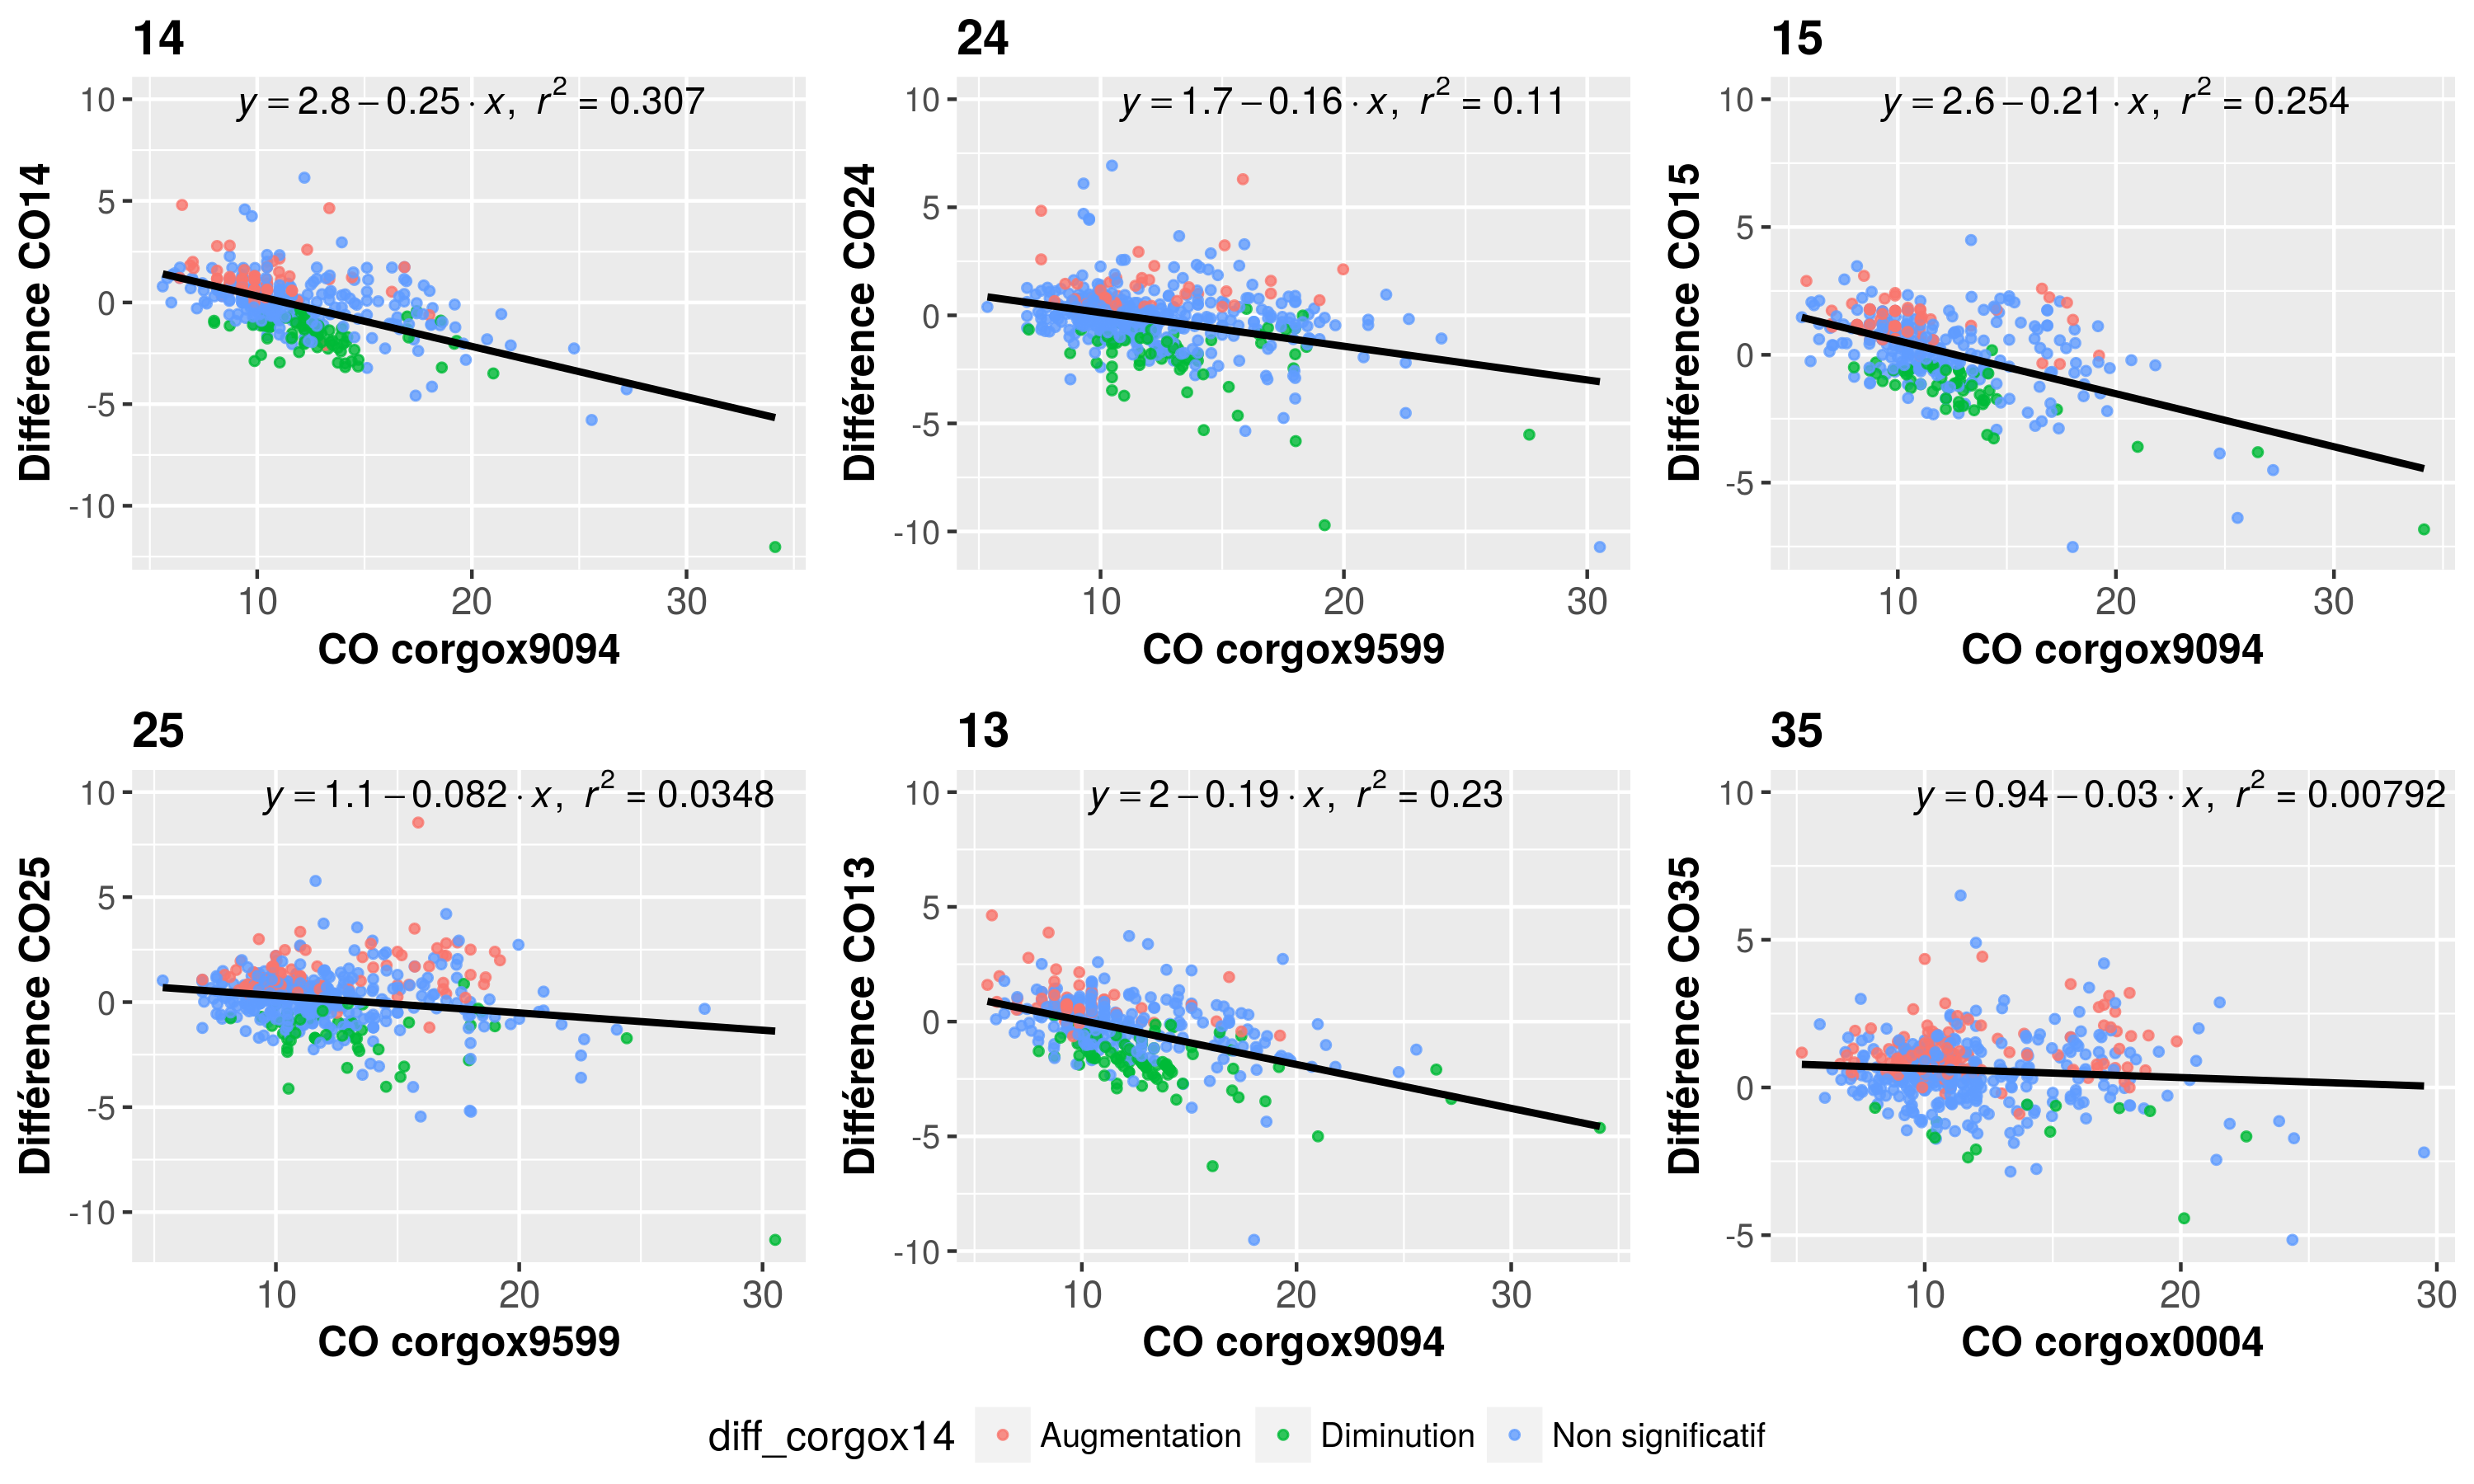 14
y = 2.8 − 0.25 · x, r² = 0.307
10
5
0
-5
-10
Différence CO14
10 20 30
CO corgox9094
24
y = 1.7 − 0.16 · x, r² = 0.11
10
5
0
-5
-10
Différence CO24
10 20 30
CO corgox9599
15
y = 2.6 − 0.21 · x, r² = 0.254
10
5
0
-5
Différence CO15
10 20 30
CO corgox9094
25
y = 1.1 − 0.082 · x, r² = 0.0348
10
5
0
-5
-10
Différence CO25
10 20 30
CO corgox9599
13
y = 2 − 0.19 · x, r² = 0.23
10
5
0
-5
-10
Différence CO13
10 20 30
CO corgox9094
35
y = 0.94 − 0.03 · x, r² = 0.00792
10
5
0
-5
Différence CO35
10 20 30
CO corgox0004
diff_corgox14 Augmentation Diminution Non significatif